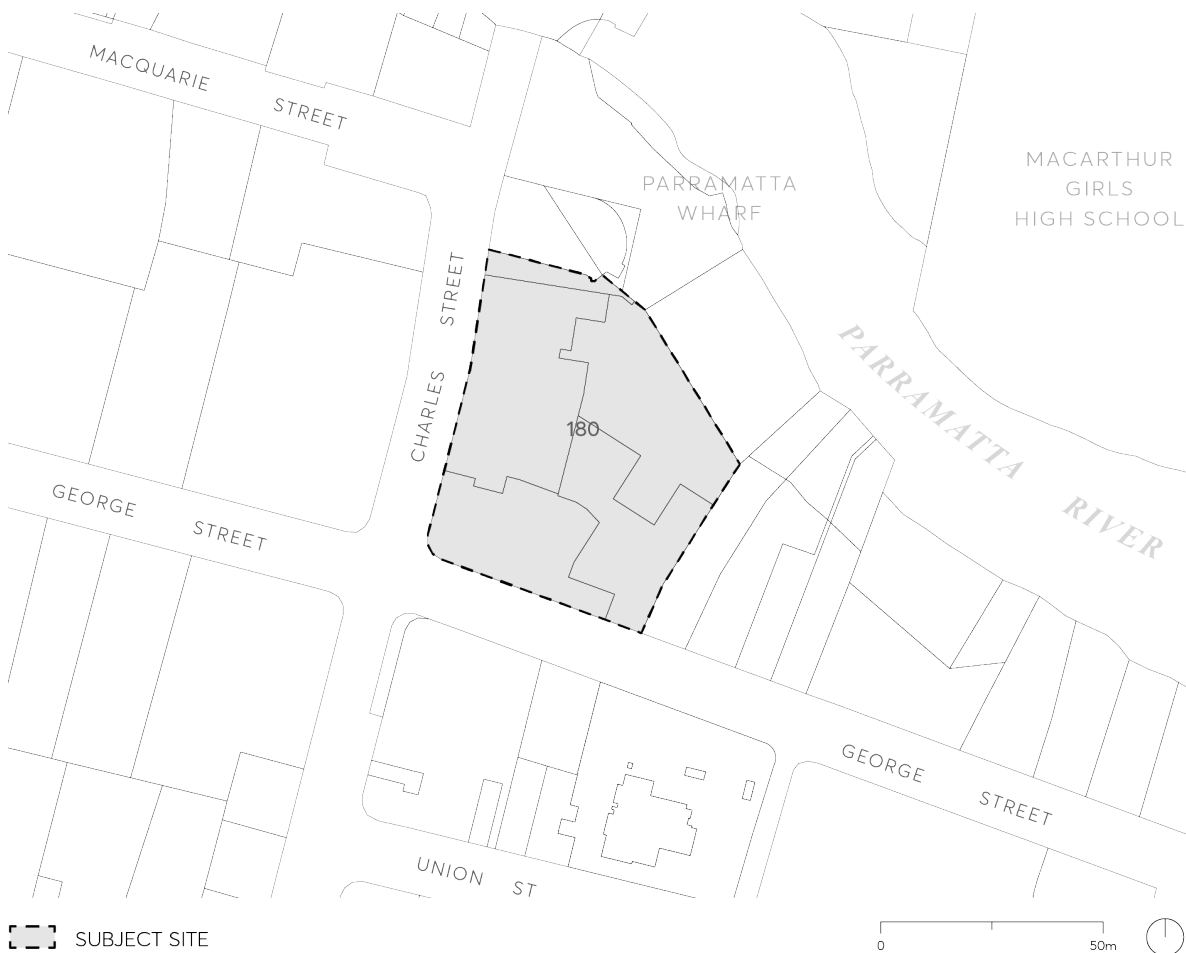 MACQUARIE STREET
MACARTHUR
GIRLS
HIGH SCHOOL
PARRAMATTA
WHARF
CHARLES STREET
PARRAMATTA RIVER
180
GEORGE STREET
GEORGE STREET
UNION ST
SUBJECT SITE
0 50m